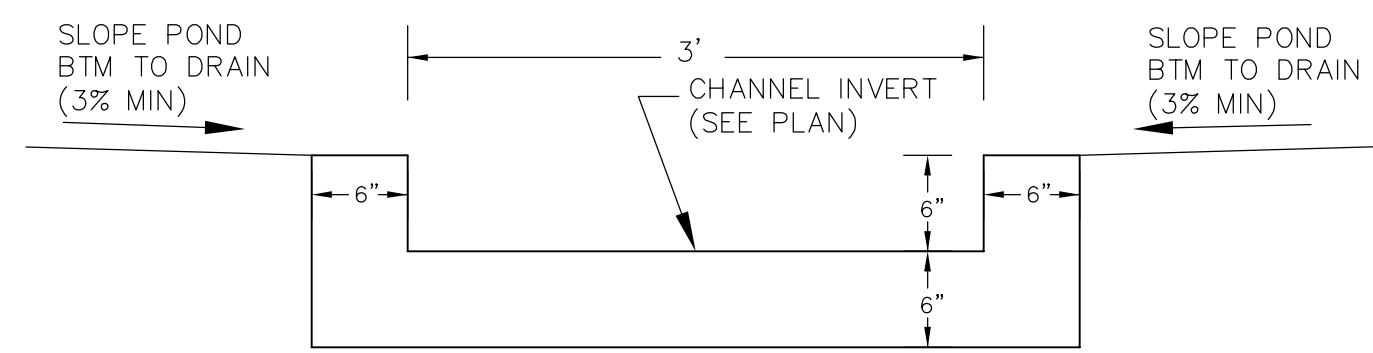 SLOPE POND
BTM TO DRAIN
(3% MIN)
3'
CHANNEL INVERT
(SEE PLAN)
SLOPE POND
BTM TO DRAIN
(3% MIN)
6"
6"
6"
6"